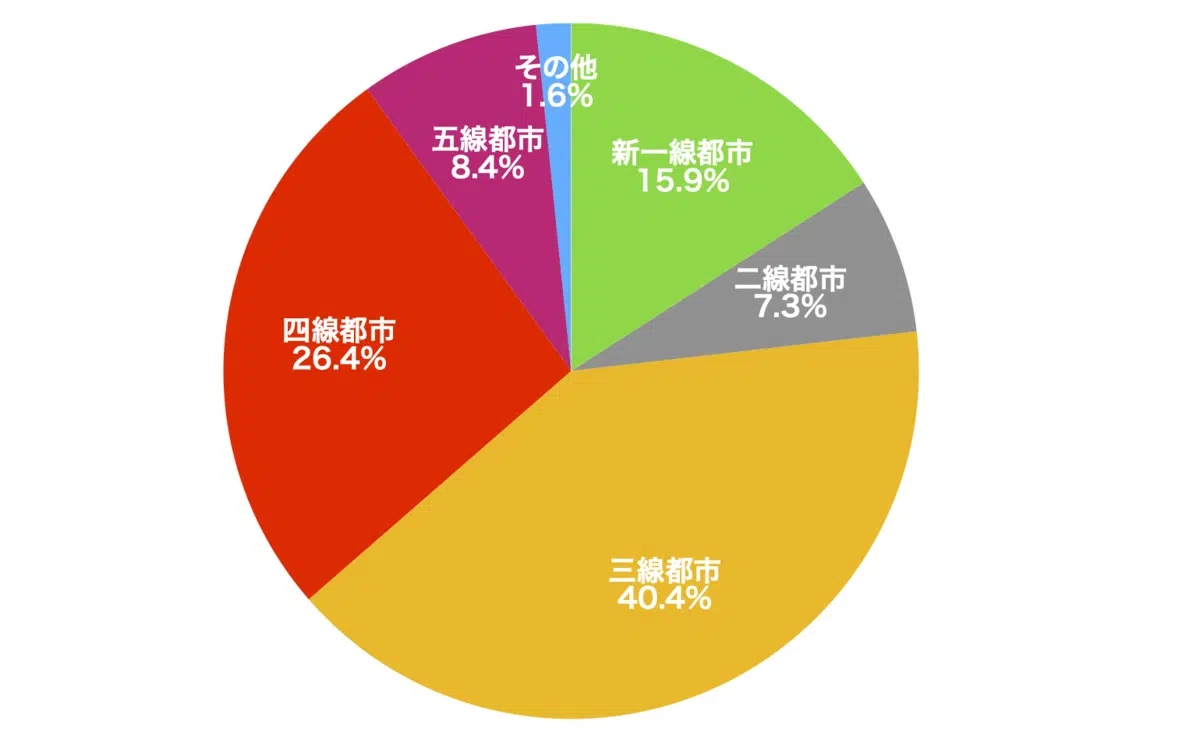 その他
1.6%
五線都市
8.4%
新一線都市
15.9%
二線都市
7.3%
四線都市
26.4%
三線都市
40.4%